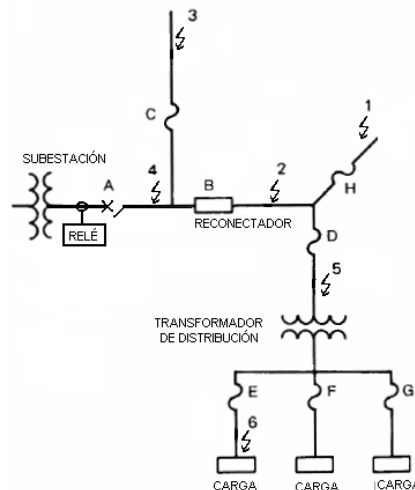 3
C
1
SUBESTACIÓN
A
4
B
2
H
RECONECTADOR
RELÉ
D
5
TRANSFORMADOR
DE DISTRIBUCIÓN
E
F
G
6
CARGA
CARGA
CARGA